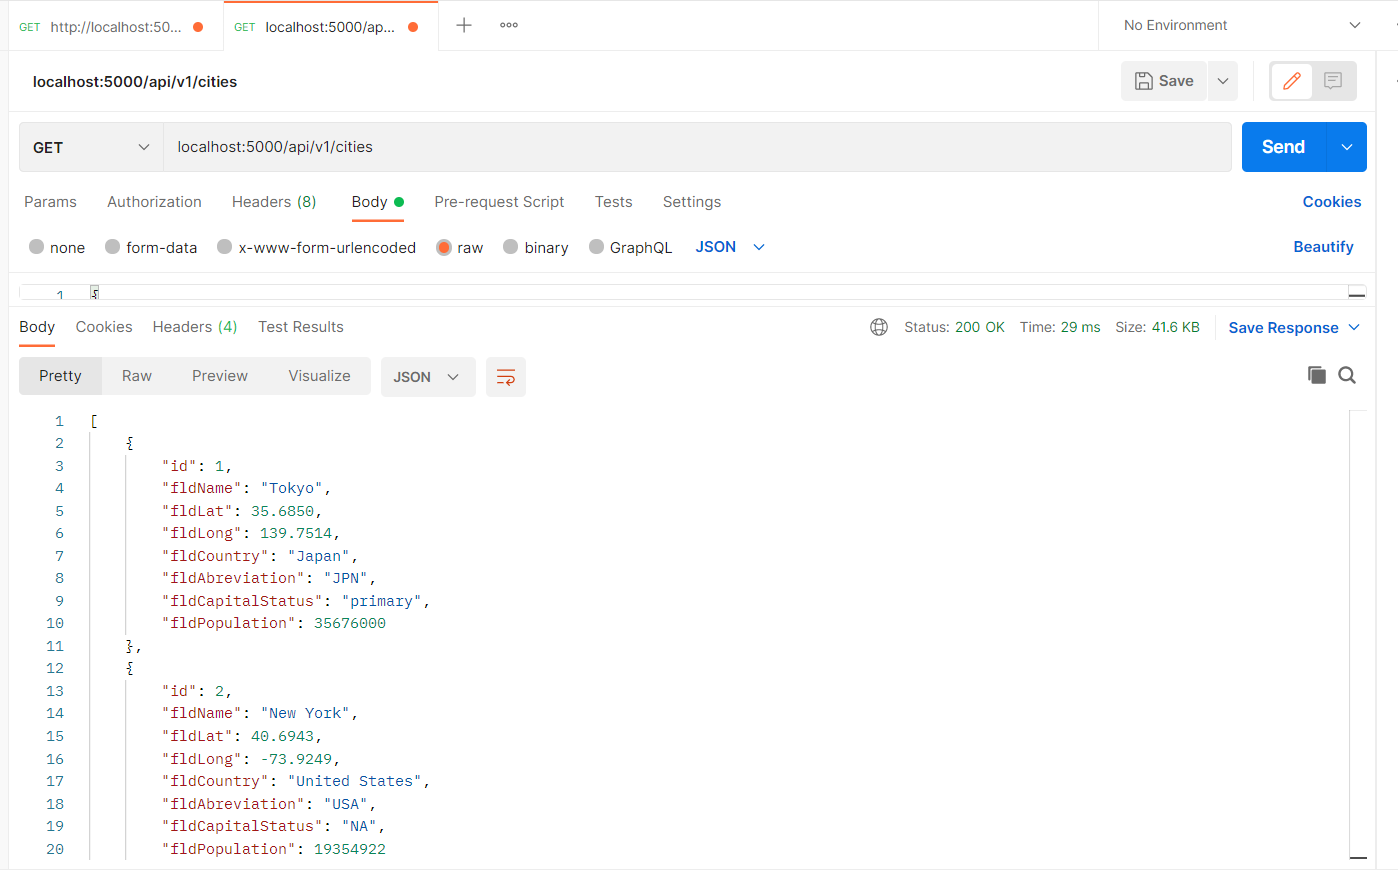 GET http://localhost:50... GET localhost:5000/ap... No Environment
localhost:5000/api/v1/cities Save
GET localhost:5000/api/v1/cities Send
Params Authorization Headers (8) Body Pre-request Script Tests Settings Cookies
none form-data x-www-form-urlencoded raw binary GraphQL JSON Beautify
1 {
Body Cookies Headers (4) Test Results Status: 200 OK Time: 29 ms Size: 41.6 KB Save Response
Pretty Raw Preview Visualize JSON
1 [
2 {
3 "id": 1,
4 "fldName": "Tokyo",
5 "fldLat": 35.6850,
6 "fldLong": 139.7514,
7 "fldCountry": "Japan",
8 "fldAbreviation": "JPN",
9 "fldCapitalStatus": "primary",
10 "fldPopulation": 35676000
11 },
12 {
13 "id": 2,
14 "fldName": "New York",
15 "fldLat": 40.6943,
16 "fldLong": -73.9249,
17 "fldCountry": "United States",
18 "fldAbreviation": "USA",
19 "fldCapitalStatus": "NA",
20 "fldPopulation": 19354922